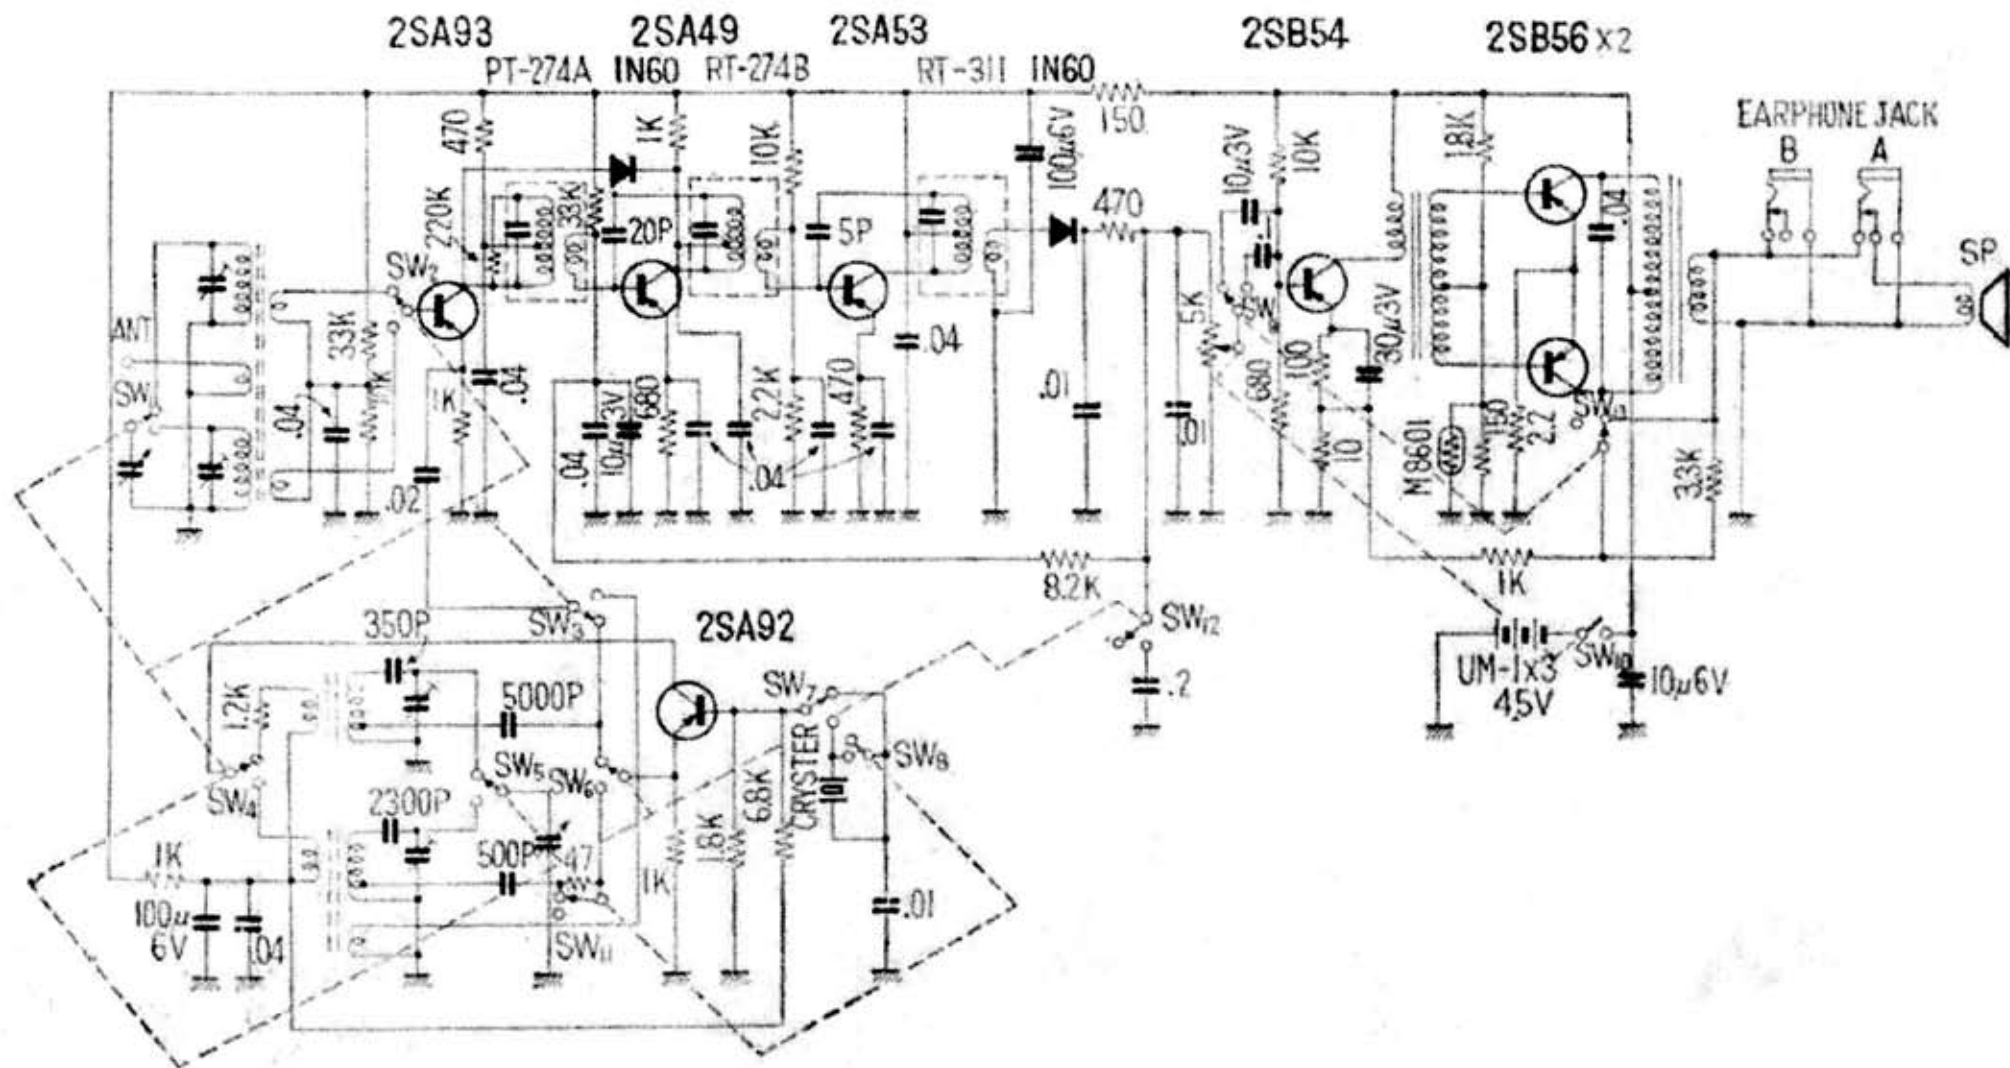 2SA93 2SA49 2SA53 2SB54 2SB56 X2
PT-274A IN60 RT-274B RT-311 IN60
150
EARPHONE JACK
B A
470
1K
10K
100µ6V
10µ3V
10K
1.8K
220K
33K
20P
5P
470
.04
SW2
SP
ANT
33K
1K
5K
SW
SW1
.04
1K
.04
.04
10µ3V
680
2.2K
470
.04
.01
.01
680
100
30µ3V
10
M8601
150
2.2
SW13
3.3K
.02
.04
8.2K
1K
350P
SW3
2SA92
SW12
.2
UM-1x3
4.5V
SW10
10µ6V
1.2K
5000P
SW7
SW4
SW5
SW6
CRYSTER
SW8
2300P
500P
47
1K
1.8K
6.8K
1K
100µ
6V
.04
SW11
.01